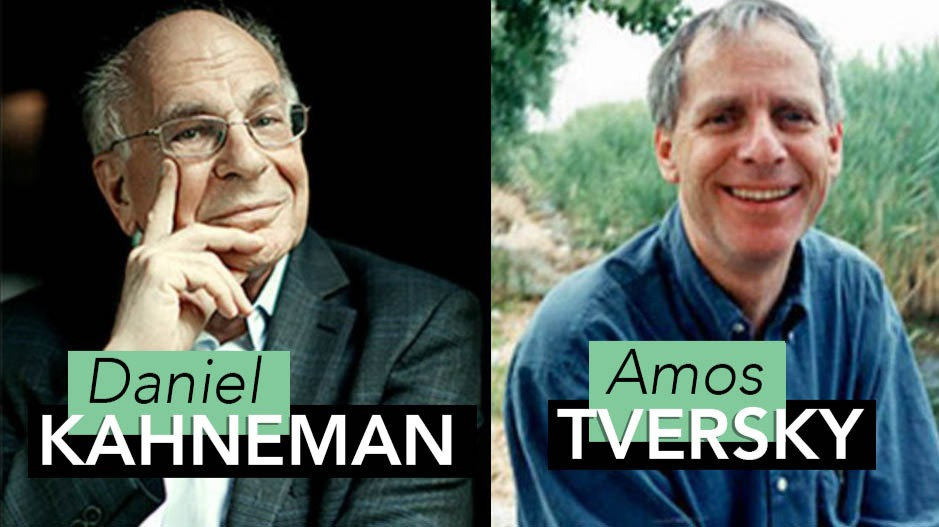 Daniel
KAHNEMAN
Amos
TVERSKY